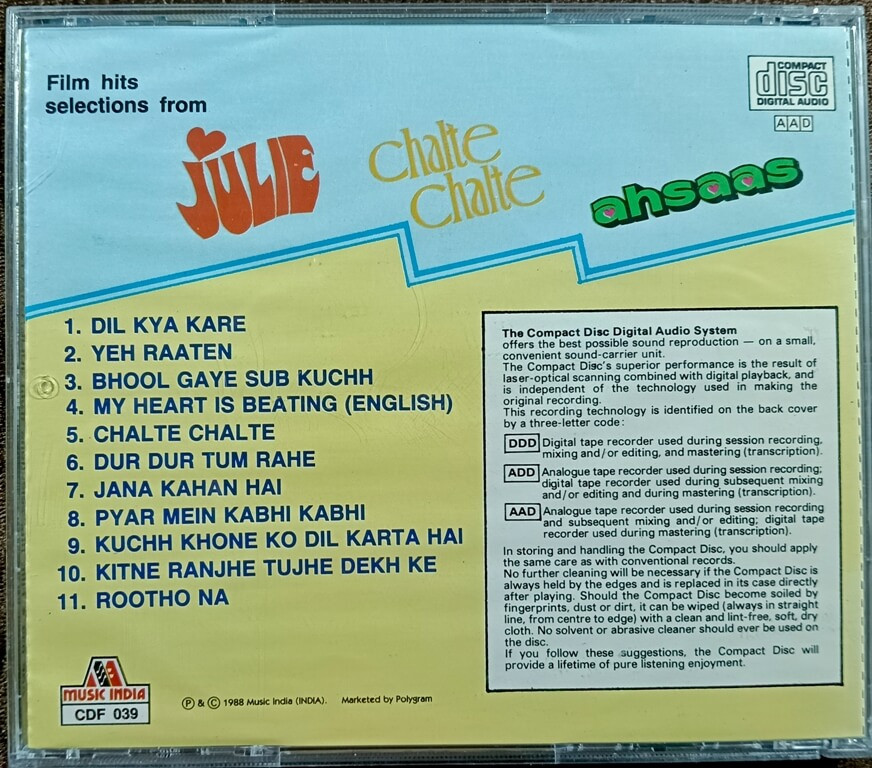 Film hits
selections from
JULIE
Chalte
Chalte
ahsaas
COMPACT
disc
DIGITAL AUDIO
AAD
1. DIL KYA KARE
2. YEH RAATEN
3. BHOOL GAYE SUB KUCHH
4. MY HEART IS BEATING (ENGLISH)
5. CHALTE CHALTE
6. DUR DUR TUM RAHE
7. JANA KAHAN HAI
8. PYAR MEIN KABHI KABHI
9. KUCHH KHONE KO DIL KARTA HAI
10. KITNE RANJHE TUJHE DEKH KE
11. ROOTHO NA
The Compact Disc Digital Audio System
offers the best possible sound reproduction — on a small,
convenient sound-carrier unit.
The Compact Disc's superior performance is the result of
laser-optical scanning combined with digital playback, and
is independent of the technology used in making the
original recording.
This recording technology is identified on the back cover
by a three-letter code:
DDD Digital tape recorder used during session recording,
mixing and/or editing, and mastering (transcription).
ADD Analogue tape recorder used during session recording;
digital tape recorder used during subsequent mixing
and/or editing and during mastering (transcription).
AAD Analogue tape recorder used during session recording
and subsequent mixing and/or editing; digital tape
recorder used during mastering (transcription).
In storing and handling the Compact Disc, you should apply
the same care as with conventional records.
No further cleaning will be necessary if the Compact Disc is
always held by the edges and is replaced in its case directly
after playing. Should the Compact Disc become soiled by
fingerprints, dust or dirt, it can be wiped (always in straight
line, from centre to edge) with a clean and lint-free, soft, dry
cloth. No solvent or abrasive cleaner should ever be used on
the disc.
If you follow these suggestions, the Compact Disc will
provide a lifetime of pure listening enjoyment.
MUSIC INDIA
CDF 039
Ⓟ & © 1988 Music India (INDIA). Marketed by Polygram